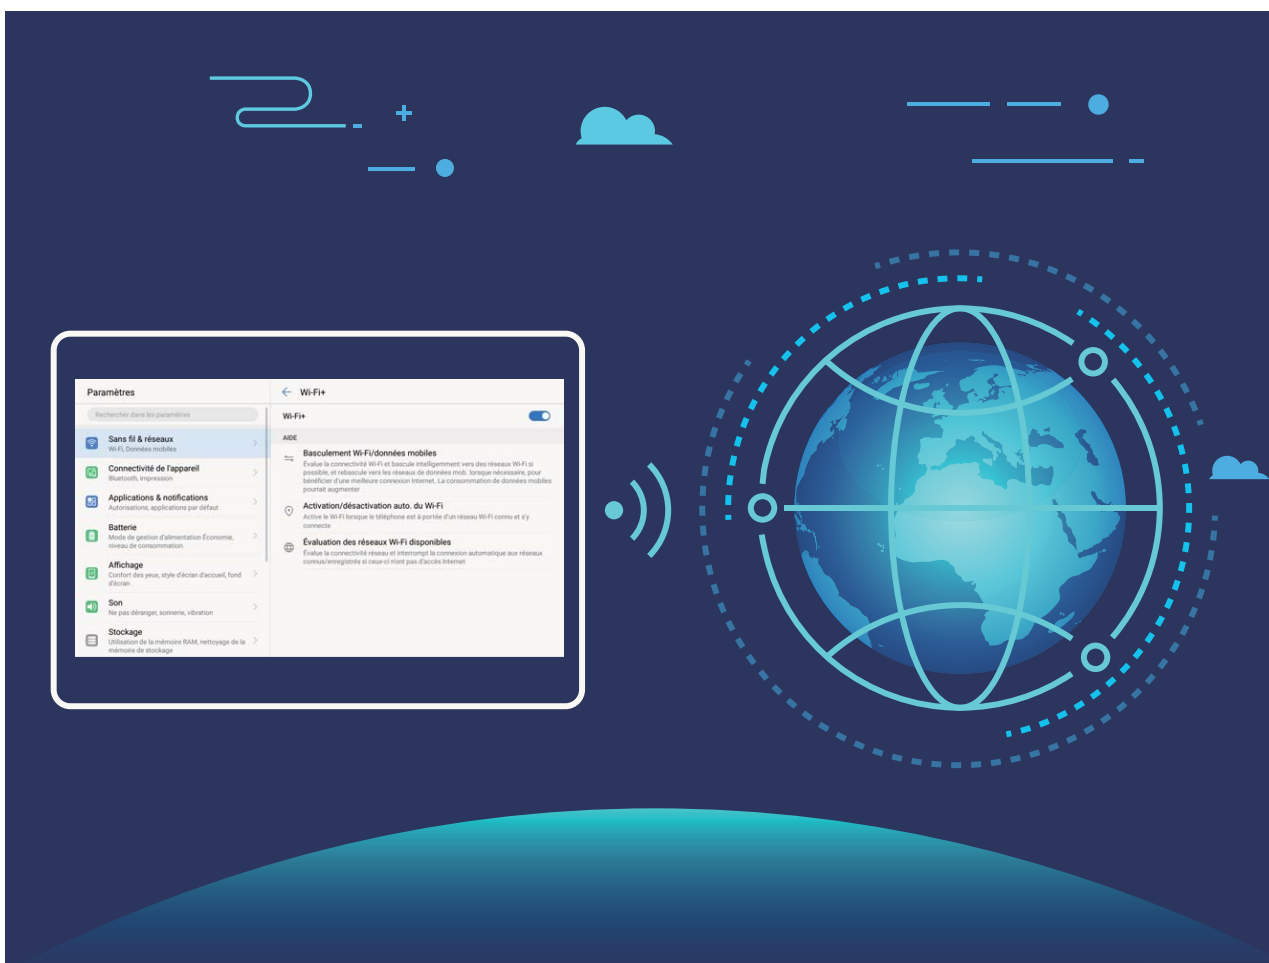 Paramètres
Rechercher dans les paramètres
Sans fil & réseaux
Wi-Fi, Données mobiles
Connectivité de l'appareil
Bluetooth, impression
Applications & notifications
Autorisations, applications par défaut
Batterie
Mode de gestion d'alimentation Économie,
niveau de consommation
Affichage
Confort des yeux, style d'écran d'accueil, fond
d'écran
Son
Ne pas déranger, sonnerie, vibration
Stockage
Utilisation de la mémoire RAM, nettoyage de la
mémoire de stockage
Wi-Fi+
Wi-Fi+
AIDE
Basculement Wi-Fi/données mobiles
Évalue la connectivité Wi-Fi et bascule intelligemment vers des réseaux Wi-Fi si
possible, et rebascule vers les réseaux de données mob. lorsque nécessaire, pour
bénéficier d'une meilleure connexion Internet. La consommation de données mobiles
pourrait augmenter
Activation/désactivation auto. du Wi-Fi
Active le Wi-Fi lorsque le téléphone est à portée d'un réseau Wi-Fi connu et s'y
connecte
Évaluation des réseaux Wi-Fi disponibles
Évalue la connectivité réseau et interrompt la connexion automatique aux réseaux
connus/enregistrés si ceux-ci n'ont pas d'accès Internet